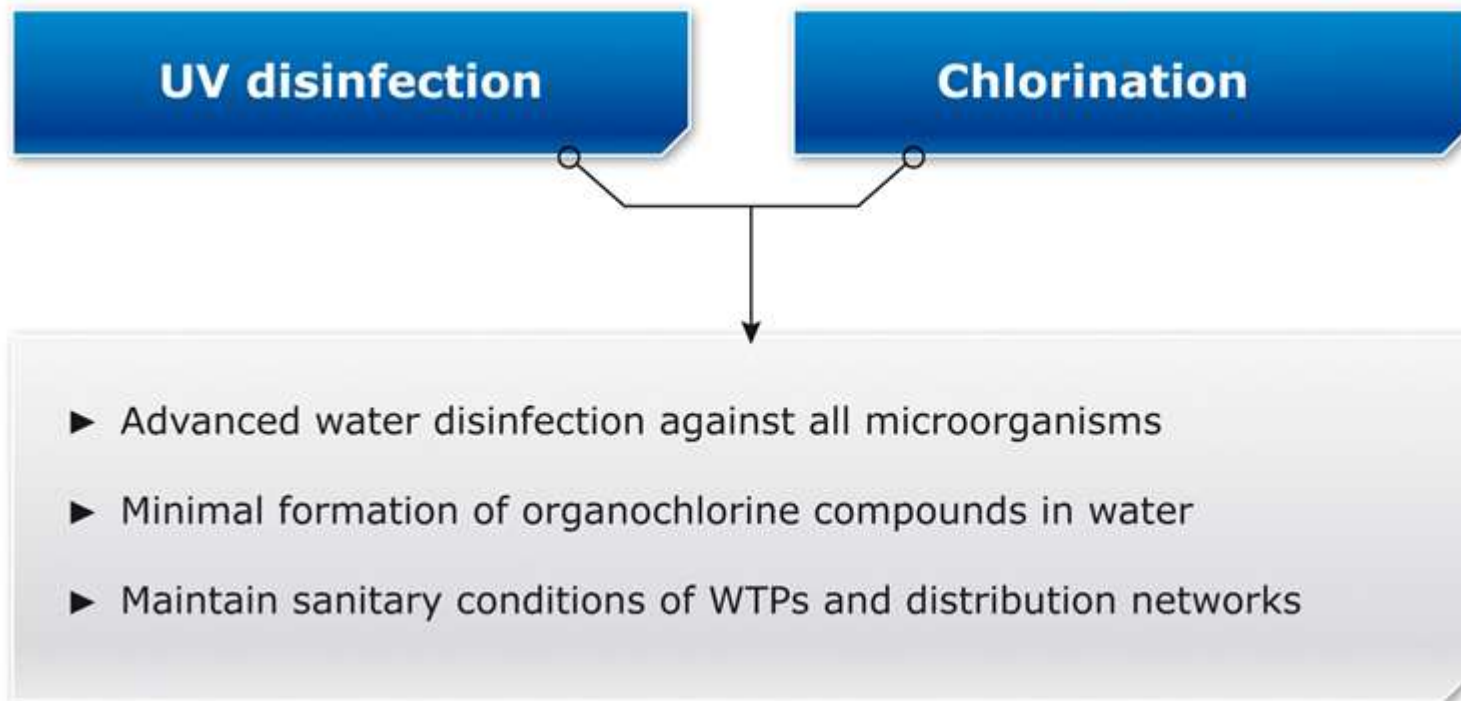 UV disinfection
Chlorination
► Advanced water disinfection against all microorganisms
► Minimal formation of organochlorine compounds in water
► Maintain sanitary conditions of WTPs and distribution networks